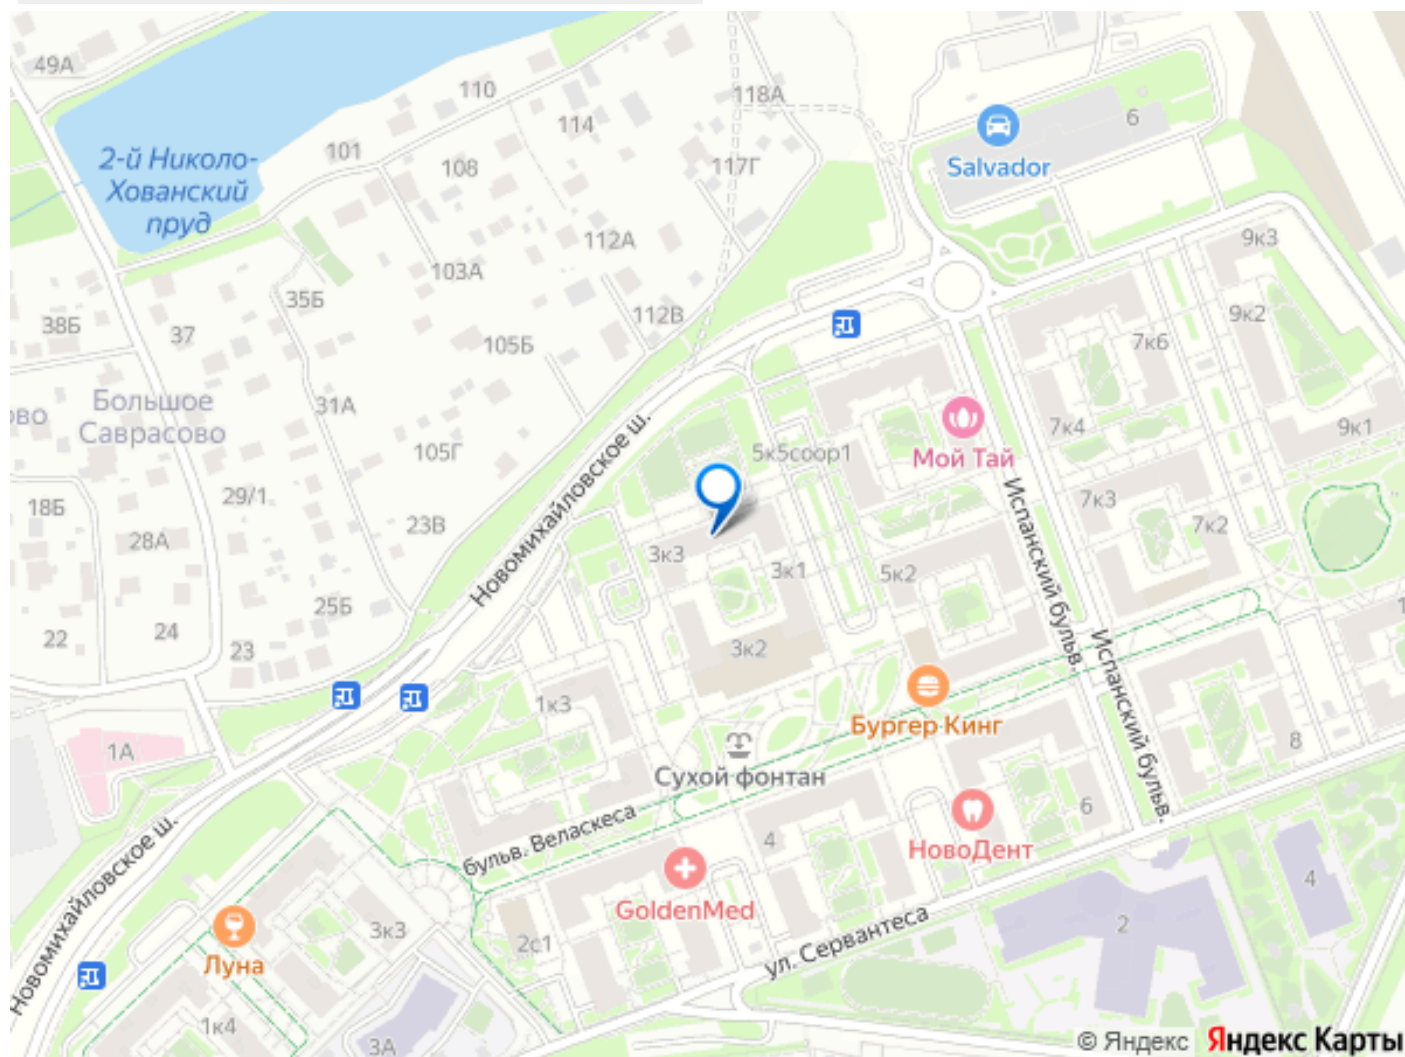 49А
110
118А
114
6
101
2-й Николо-
Хованский
пруд
108
117Г
Salvador
112А
9к3
103А
35Б
38Б
37
112В
9к2
105Б
7к6
Большое
Саврасово
ово
31А
7к4
9к1
105Г
5к5соор1
Мой Тай
Новомихайловское ш.
Испанский бульв.
18Б
29/1
23В
7к3
7к2
28А
3к3
3к1
5к2
25Б
22
24
23
3к2
Испанский бульв.
1
1к3
Бургер Кинг
1А
8
Сухой фонтан
бульв. Веласкеса
6
4
НовоДент
Новомихайловское ш.
GoldenMed
4
2
3к3
2с1
ул. Сервантеса
Луна
1к4
3А
© Яндекс Яндекс Карты